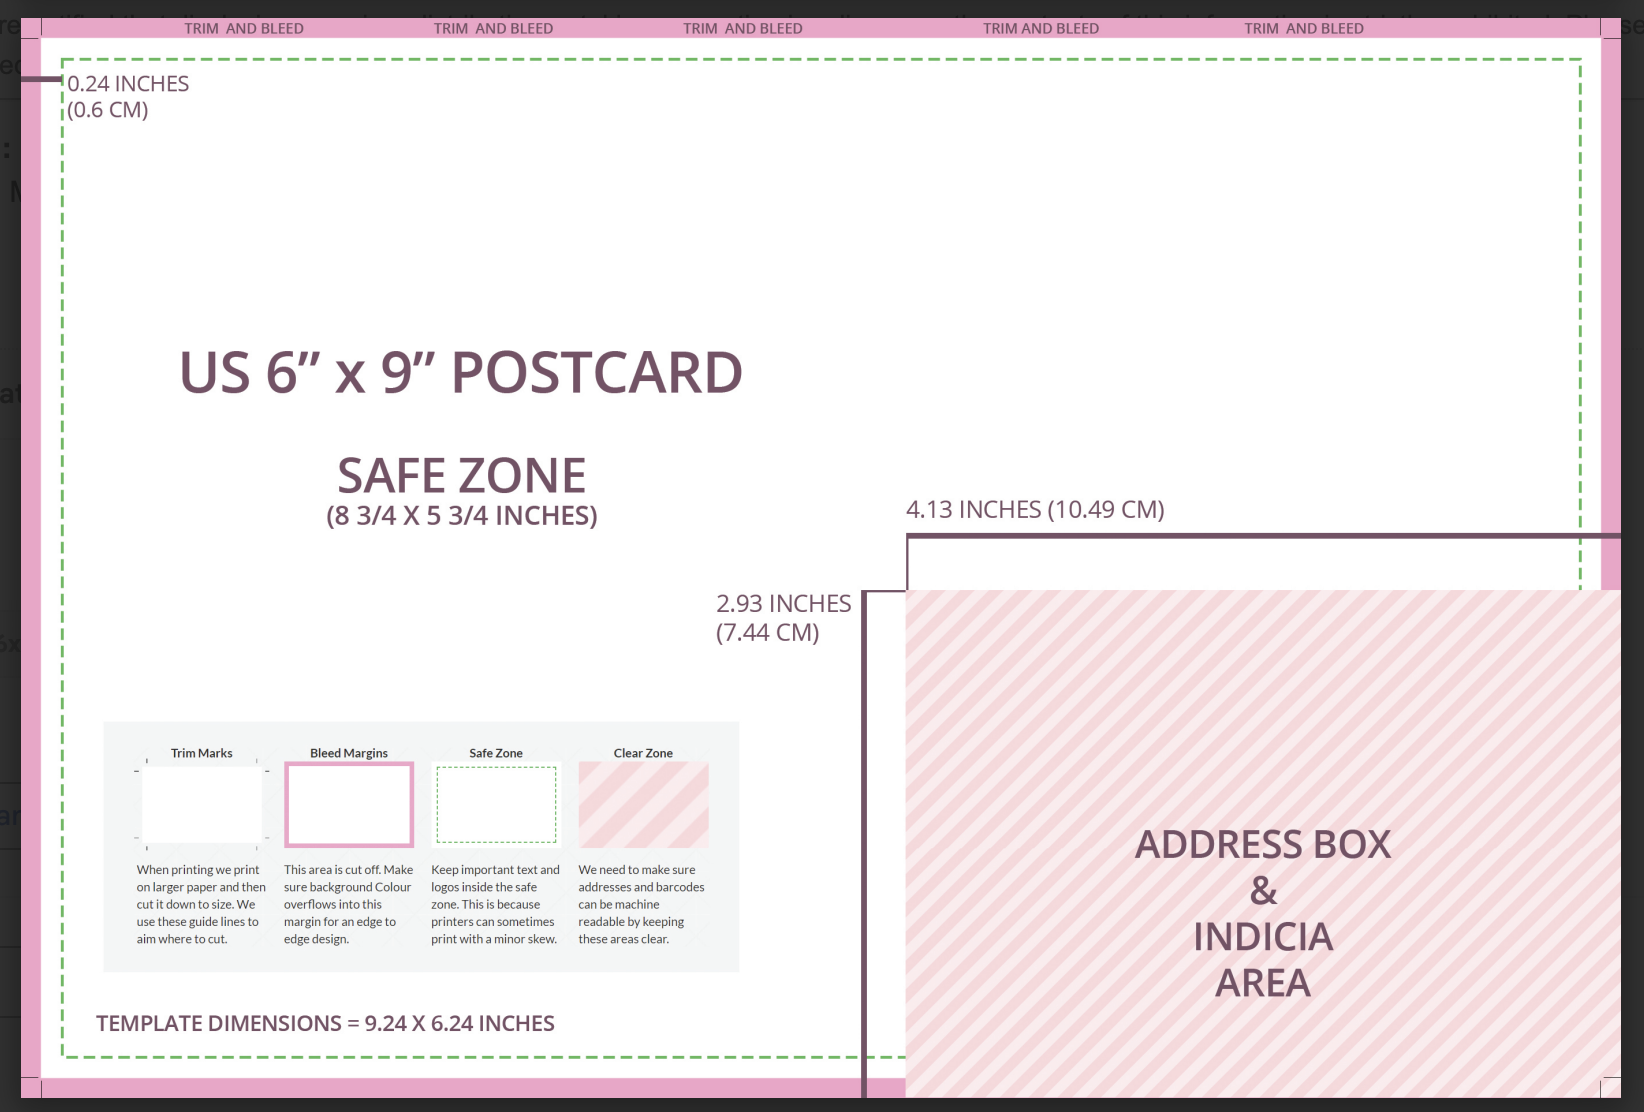 TRIM AND BLEED TRIM AND BLEED TRIM AND BLEED TRIM AND BLEED TRIM AND BLEED
0.24 INCHES
(0.6 CM)
US 6” x 9” POSTCARD
SAFE ZONE
(8 3/4 X 5 3/4 INCHES)
4.13 INCHES (10.49 CM)
2.93 INCHES
(7.44 CM)
Trim Marks
When printing we print
on larger paper and then
cut it down to size. We
use these guide lines to
aim where to cut.
Bleed Margins
This area is cut off. Make
sure background Colour
overflows into this
margin for an edge to
edge design.
Safe Zone
Keep important text and
logos inside the safe
zone. This is because
printers can sometimes
print with a minor skew.
Clear Zone
We need to make sure
addresses and barcodes
can be machine
readable by keeping
these areas clear.
ADDRESS BOX
&
INDICIA
AREA
TEMPLATE DIMENSIONS = 9.24 X 6.24 INCHES